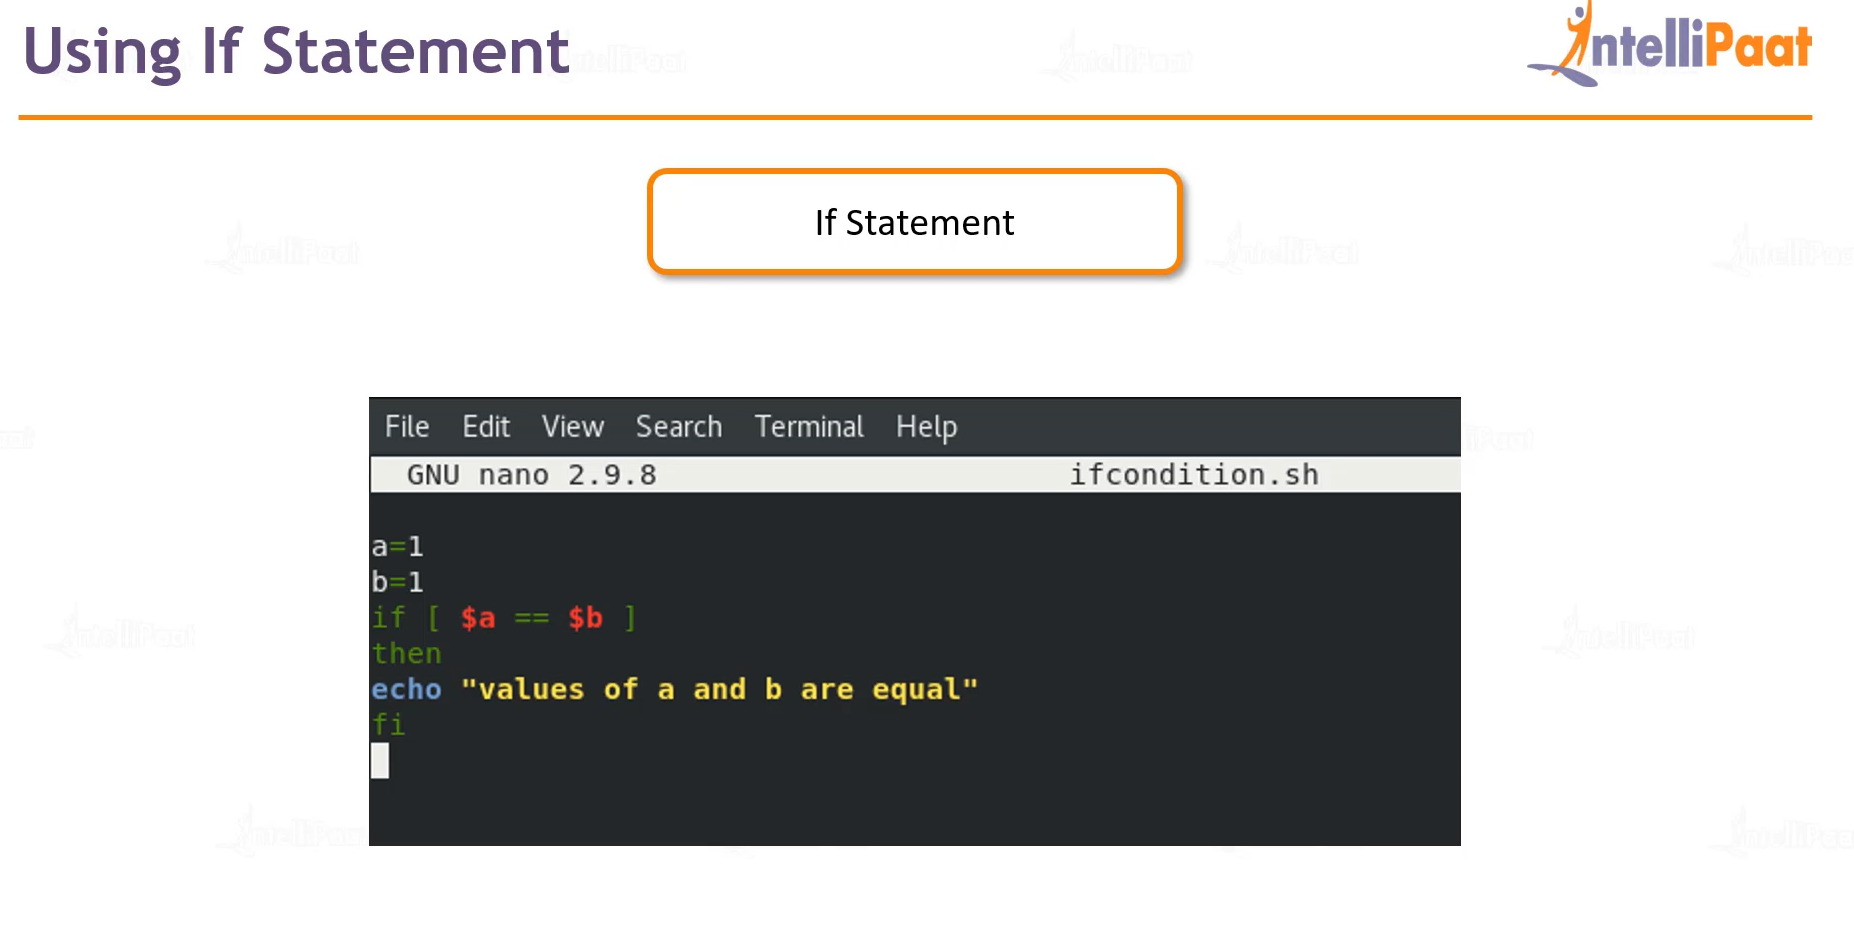 Using If Statement
IntelliPaat
If Statement
File Edit View Search Terminal Help
GNU nano 2.9.8 ifcondition.sh
a=1
b=1
if [ $a == $b ]
then
echo "values of a and b are equal"
fi